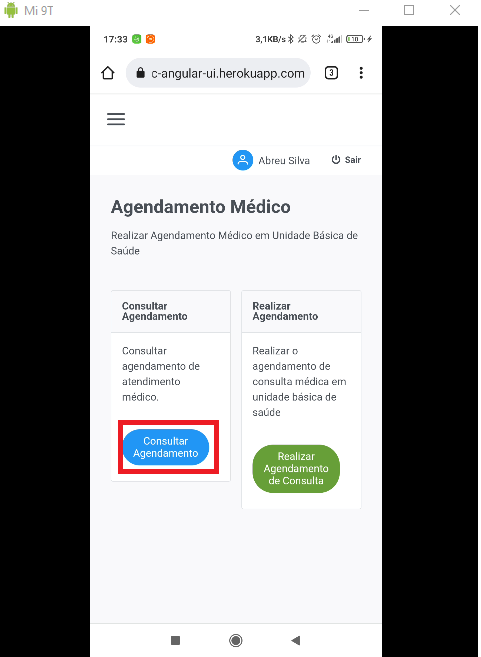 Mi 9T
17:33
3,1KB/s
c-angular-ui.herokuapp.com
3
Abreu Silva
Sair
Agendamento Médico
Realizar Agendamento Médico em Unidade Básica de
Saúde
Consultar
Agendamento
Consultar
agendamento de
atendimento
médico.
Consultar
Agendamento
Realizar
Agendamento
Realizar o
agendamento de
consulta médica em
unidade básica de
saúde
Realizar
Agendamento
de Consulta